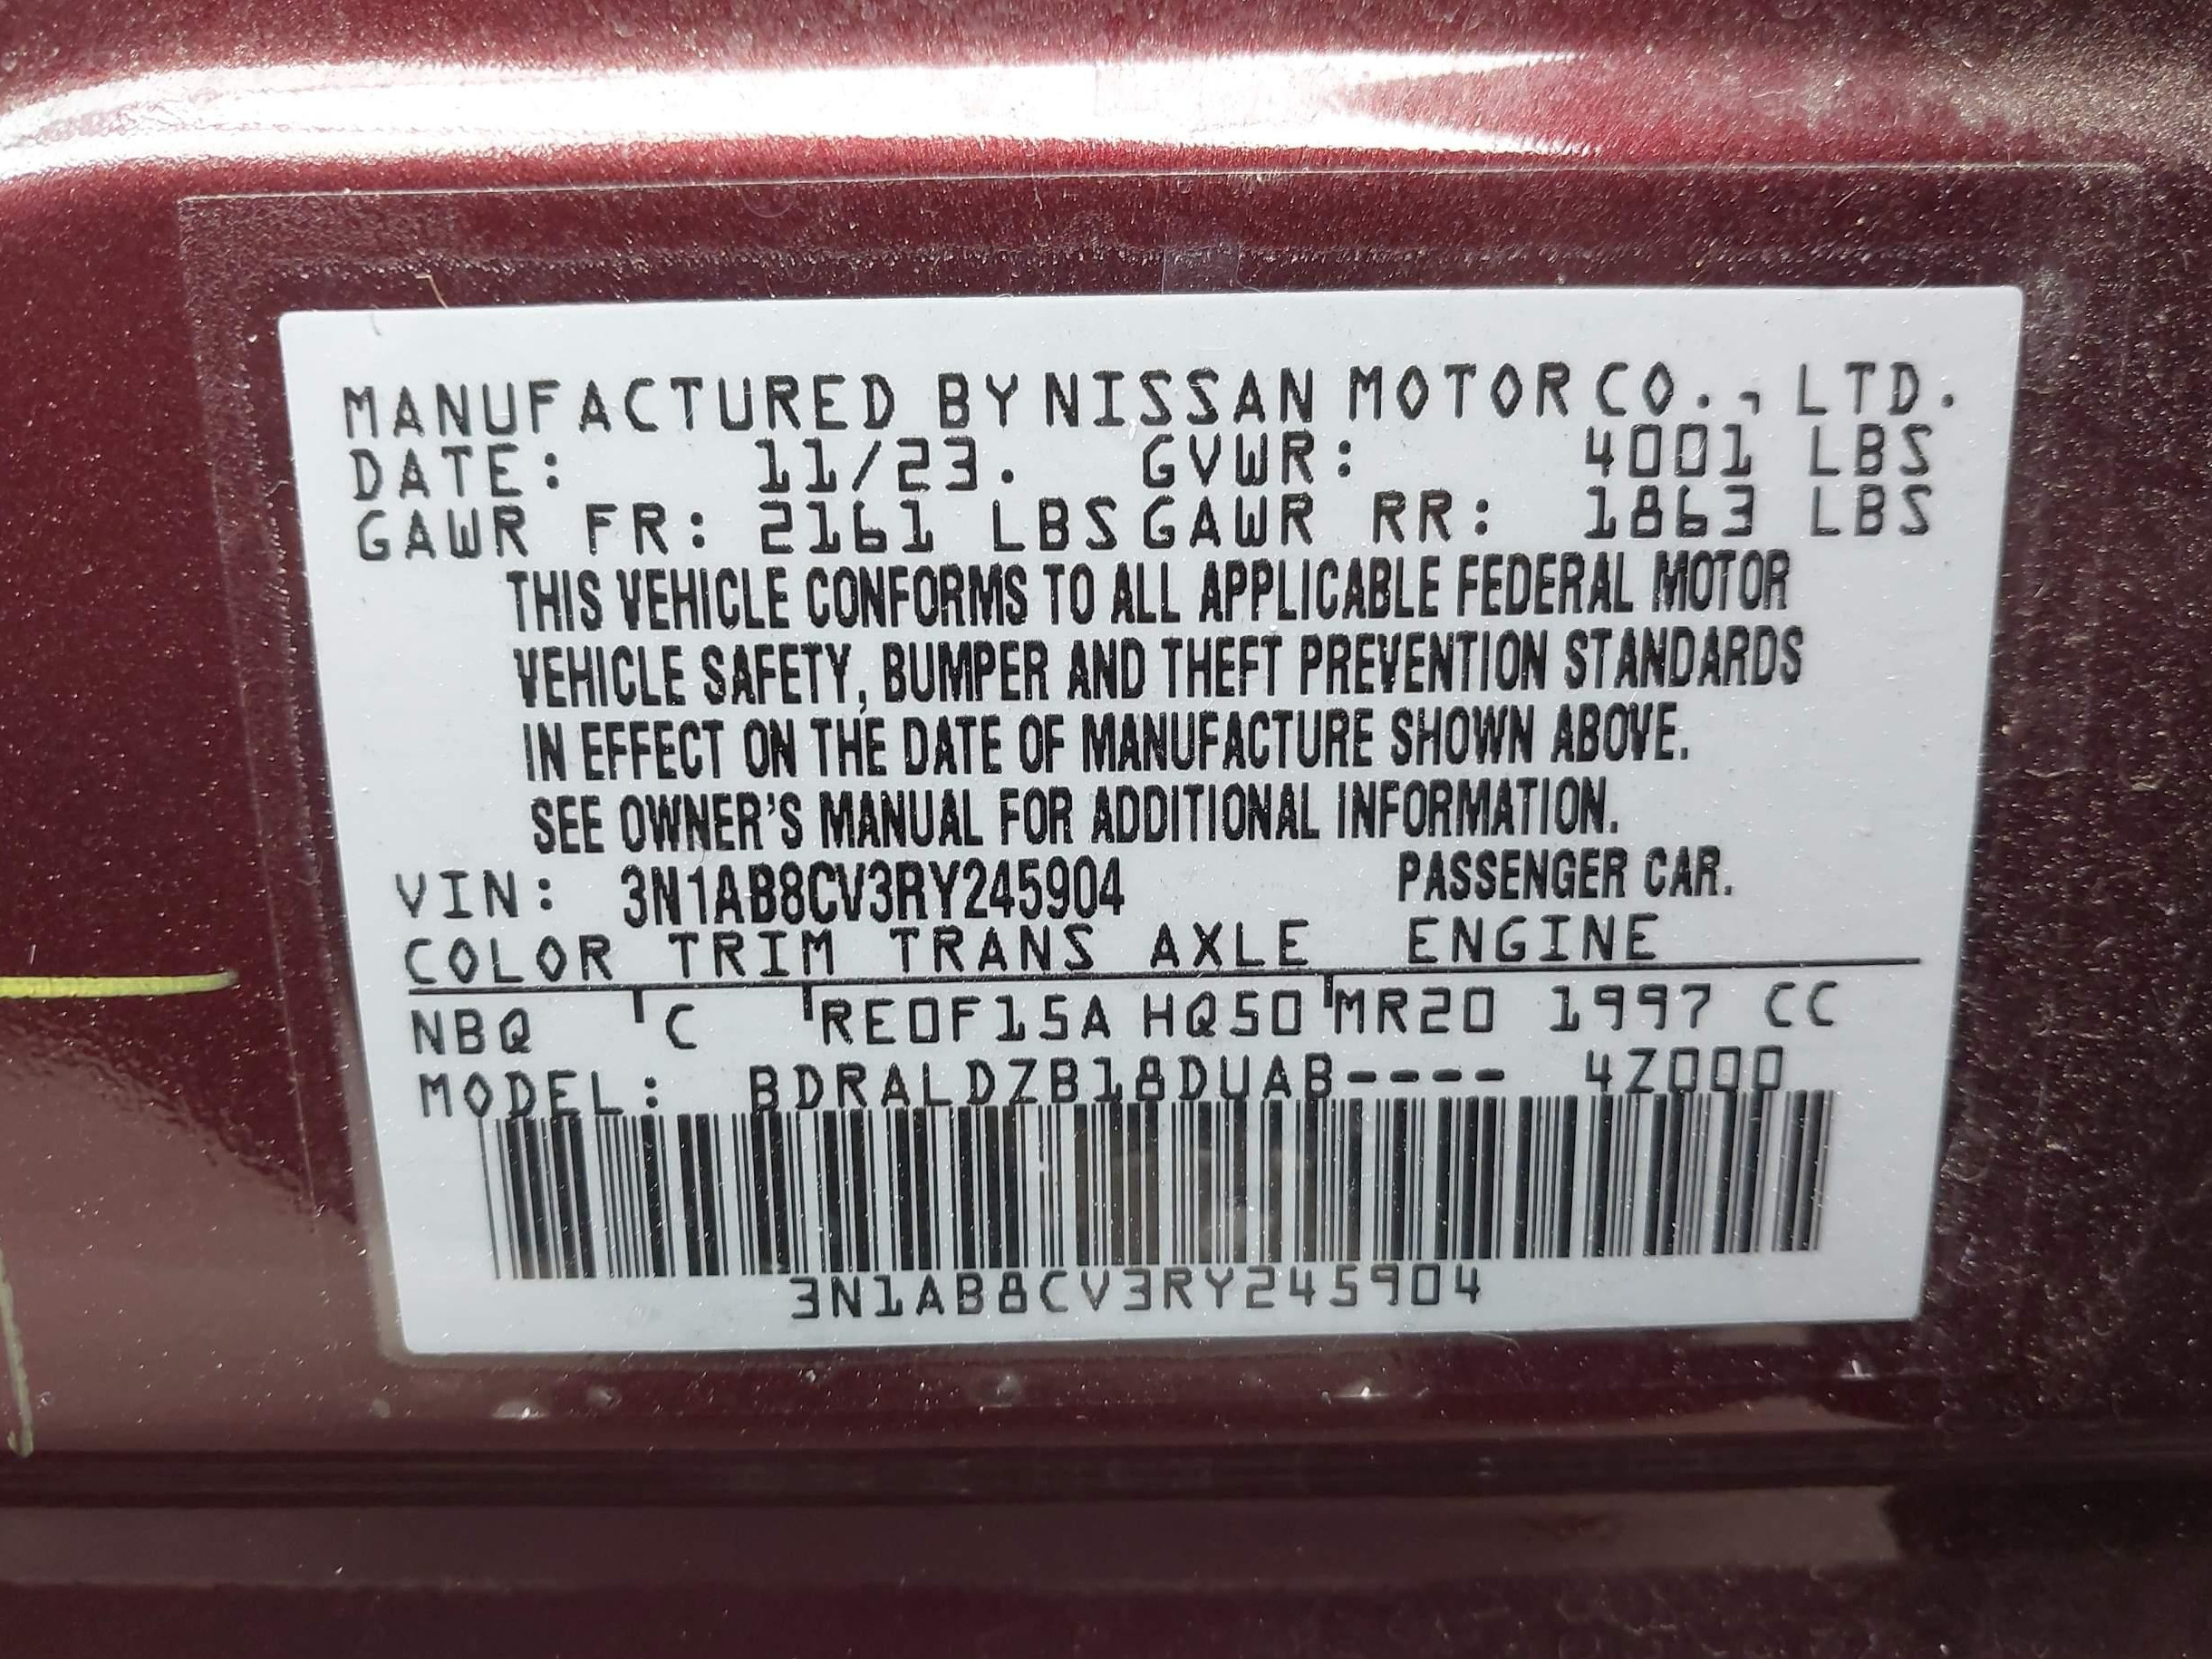 MANUFACTURED BY NISSAN MOTOR CO., LTD.
DATE: 11/23. GVWR: 4001 LBS
GAWR FR: 2161 LBS GAWR RR: 1863 LBS
THIS VEHICLE CONFORMS TO ALL APPLICABLE FEDERAL MOTOR
VEHICLE SAFETY, BUMPER AND THEFT PREVENTION STANDARDS
IN EFFECT ON THE DATE OF MANUFACTURE SHOWN ABOVE.
SEE OWNER'S MANUAL FOR ADDITIONAL INFORMATION.
VIN: 3N1AB8CV3RY245904 PASSENGER CAR.
COLOR TRIM TRANS AXLE ENGINE
NBQ C RE0F15A HQ50 MR20 1997 CC
MODEL: BDRALDZB18DUAB---- 4Z000
3N1AB8CV3RY245904